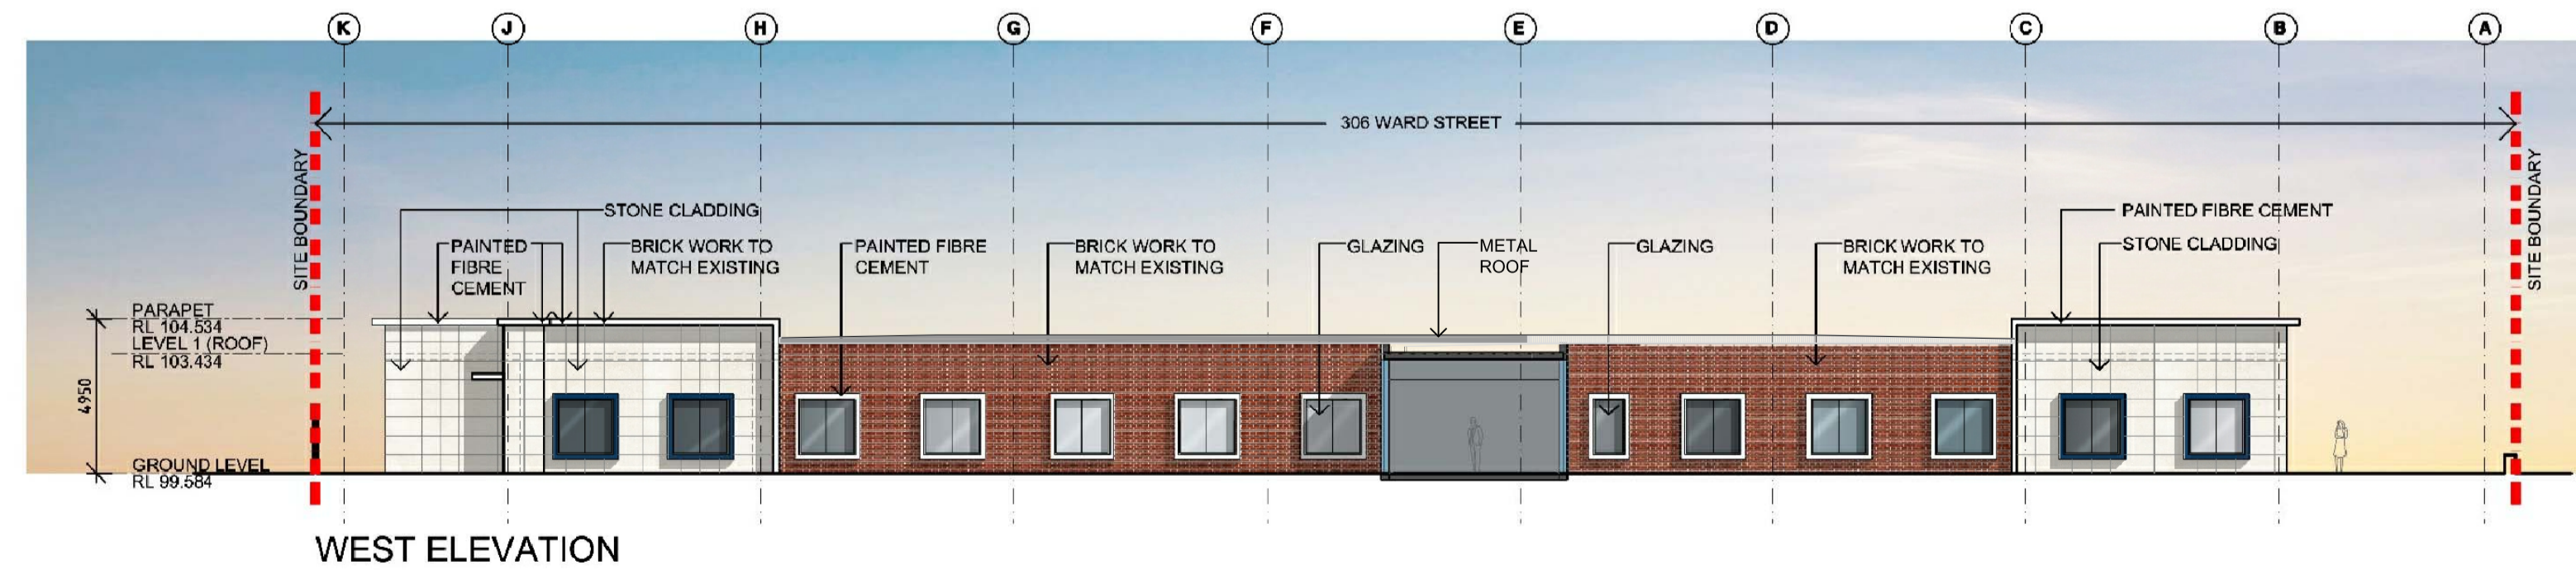 K J H G F E D C B A
306 WARD STREET
SITE BOUNDARY
SITE BOUNDARY
STONE CLADDING
PAINTED
FIBRE
CEMENT
BRICK WORK TO
MATCH EXISTING
PAINTED FIBRE
CEMENT
BRICK WORK TO
MATCH EXISTING
GLAZING
METAL
ROOF
GLAZING
BRICK WORK TO
MATCH EXISTING
PAINTED FIBRE CEMENT
STONE CLADDING
PARAPET
RL 104.534
LEVEL 1 (ROOF)
RL 103.434
4950
GROUND LEVEL
RL 99.584
WEST ELEVATION